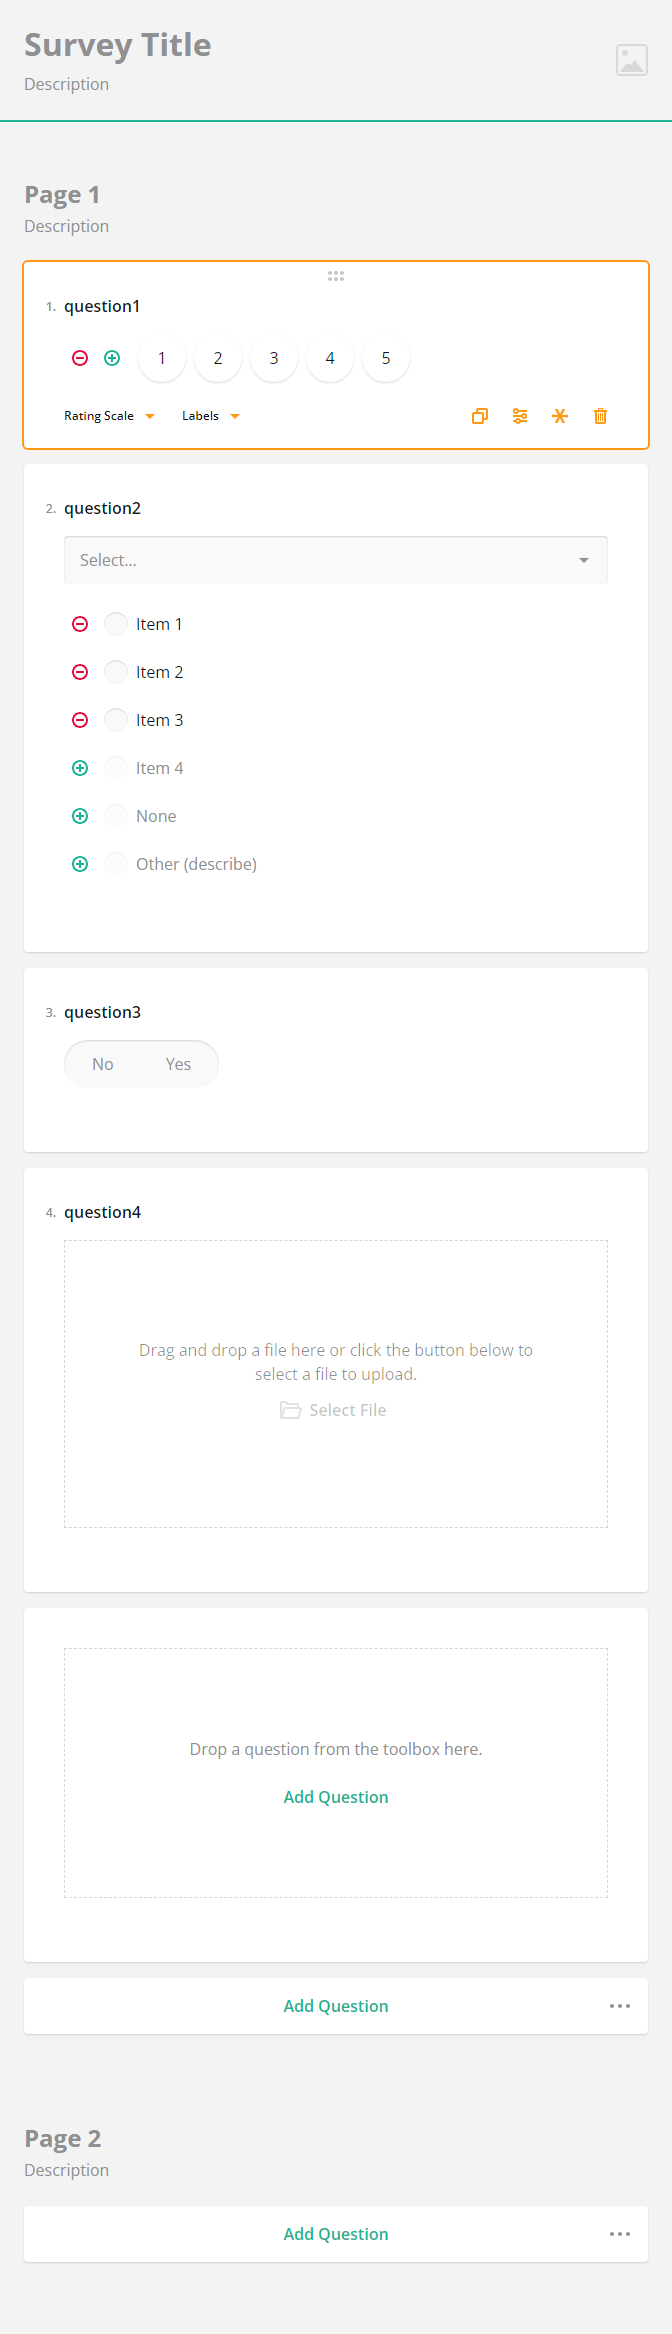 Survey Title
Description
Page 1
Description
1. question1
1 2 3 4 5
Rating Scale Labels
2. question2
Select...
Item 1
Item 2
Item 3
Item 4
None
Other (describe)
3. question3
No Yes
4. question4
Drag and drop a file here or click the button below to
select a file to upload.
Select File
Drop a question from the toolbox here.
Add Question
Add Question
Page 2
Description
Add Question